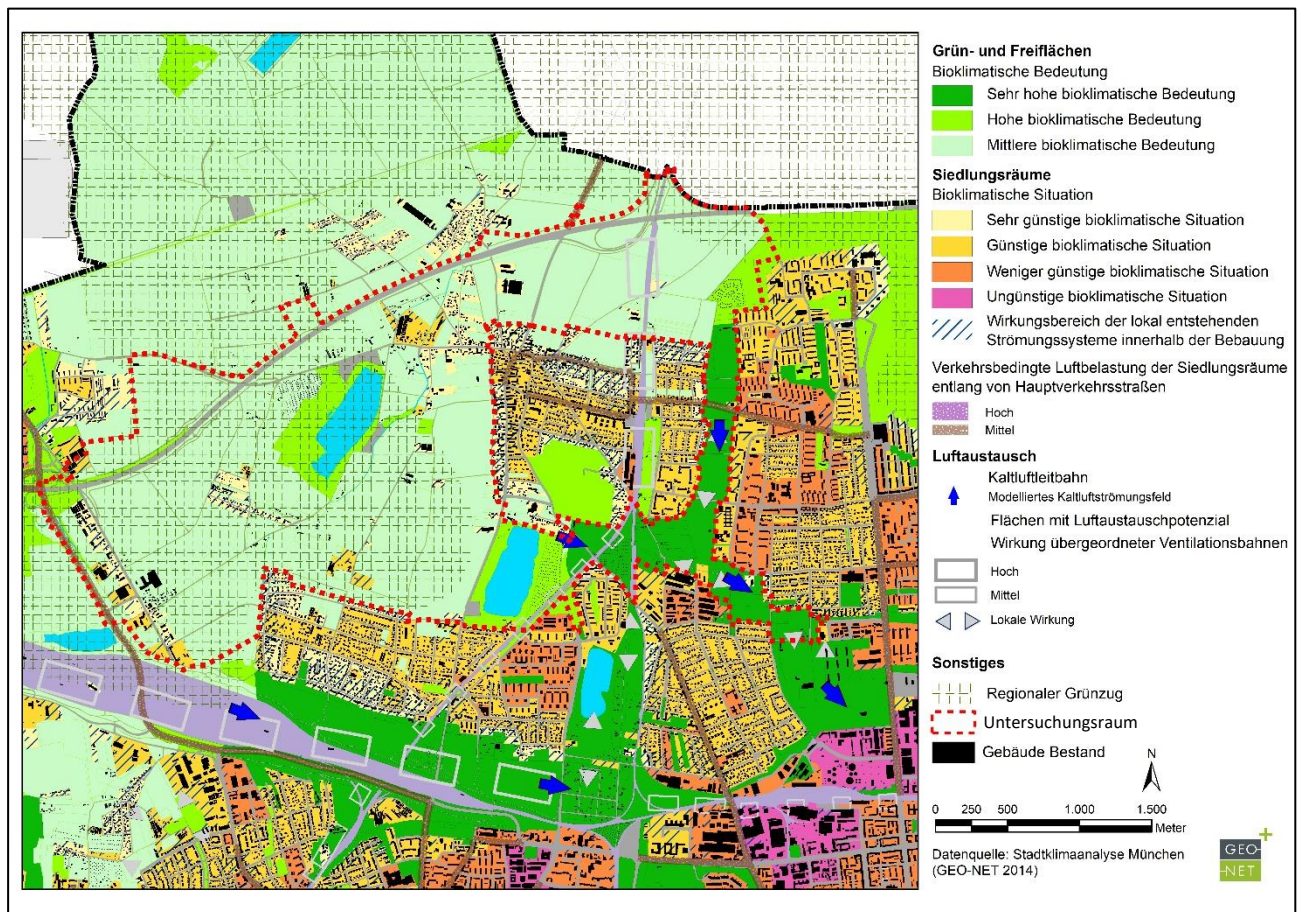 Grün- und Freiflächen
Bioklimatische Bedeutung
Sehr hohe bioklimatische Bedeutung
Hohe bioklimatische Bedeutung
Mittlere bioklimatische Bedeutung
Siedlungsräume
Bioklimatische Situation
Sehr günstige bioklimatische Situation
Günstige bioklimatische Situation
Weniger günstige bioklimatische Situation
Ungünstige bioklimatische Situation
Wirkungsbereich der lokal entstehenden
Strömungssysteme innerhalb der Bebauung
Verkehrsbedingte Luftbelastung der Siedlungsräume
entlang von Hauptverkehrsstraßen
Hoch
Mittel
Luftaustausch
Kaltluftleitbahn
Modelliertes Kaltluftströmungsfeld
Flächen mit Luftaustauschpotenzial
Wirkung übergeordneter Ventilationsbahnen
Hoch
Mittel
Lokale Wirkung
Sonstiges
Regionaler Grünzug
Untersuchungsraum
Gebäude Bestand
N
0 250 500 1.000 1.500
Meter
Datenquelle: Stadtklimaanalyse München
(GEO-NET 2014)
GEO-
-NET